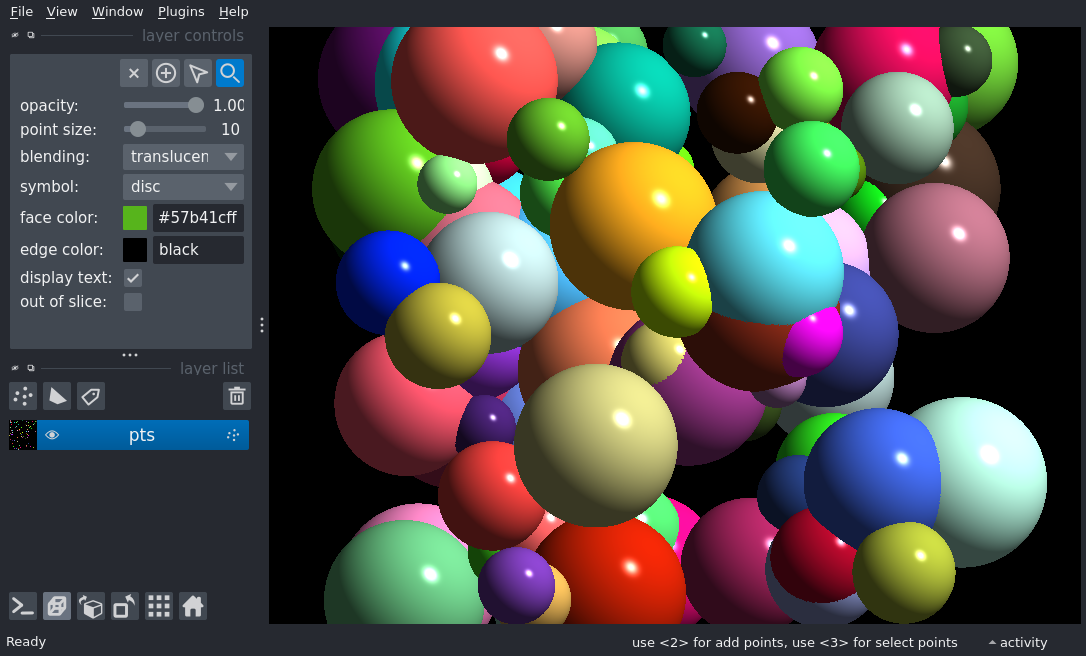 File View Window Plugins Help
layer controls
opacity: 1.00
point size: 10
blending: translucen
symbol: disc
face color: #57b41cff
edge color: black
display text:
out of slice:
layer list
pts
Ready use <2> for add points, use <3> for select points activity